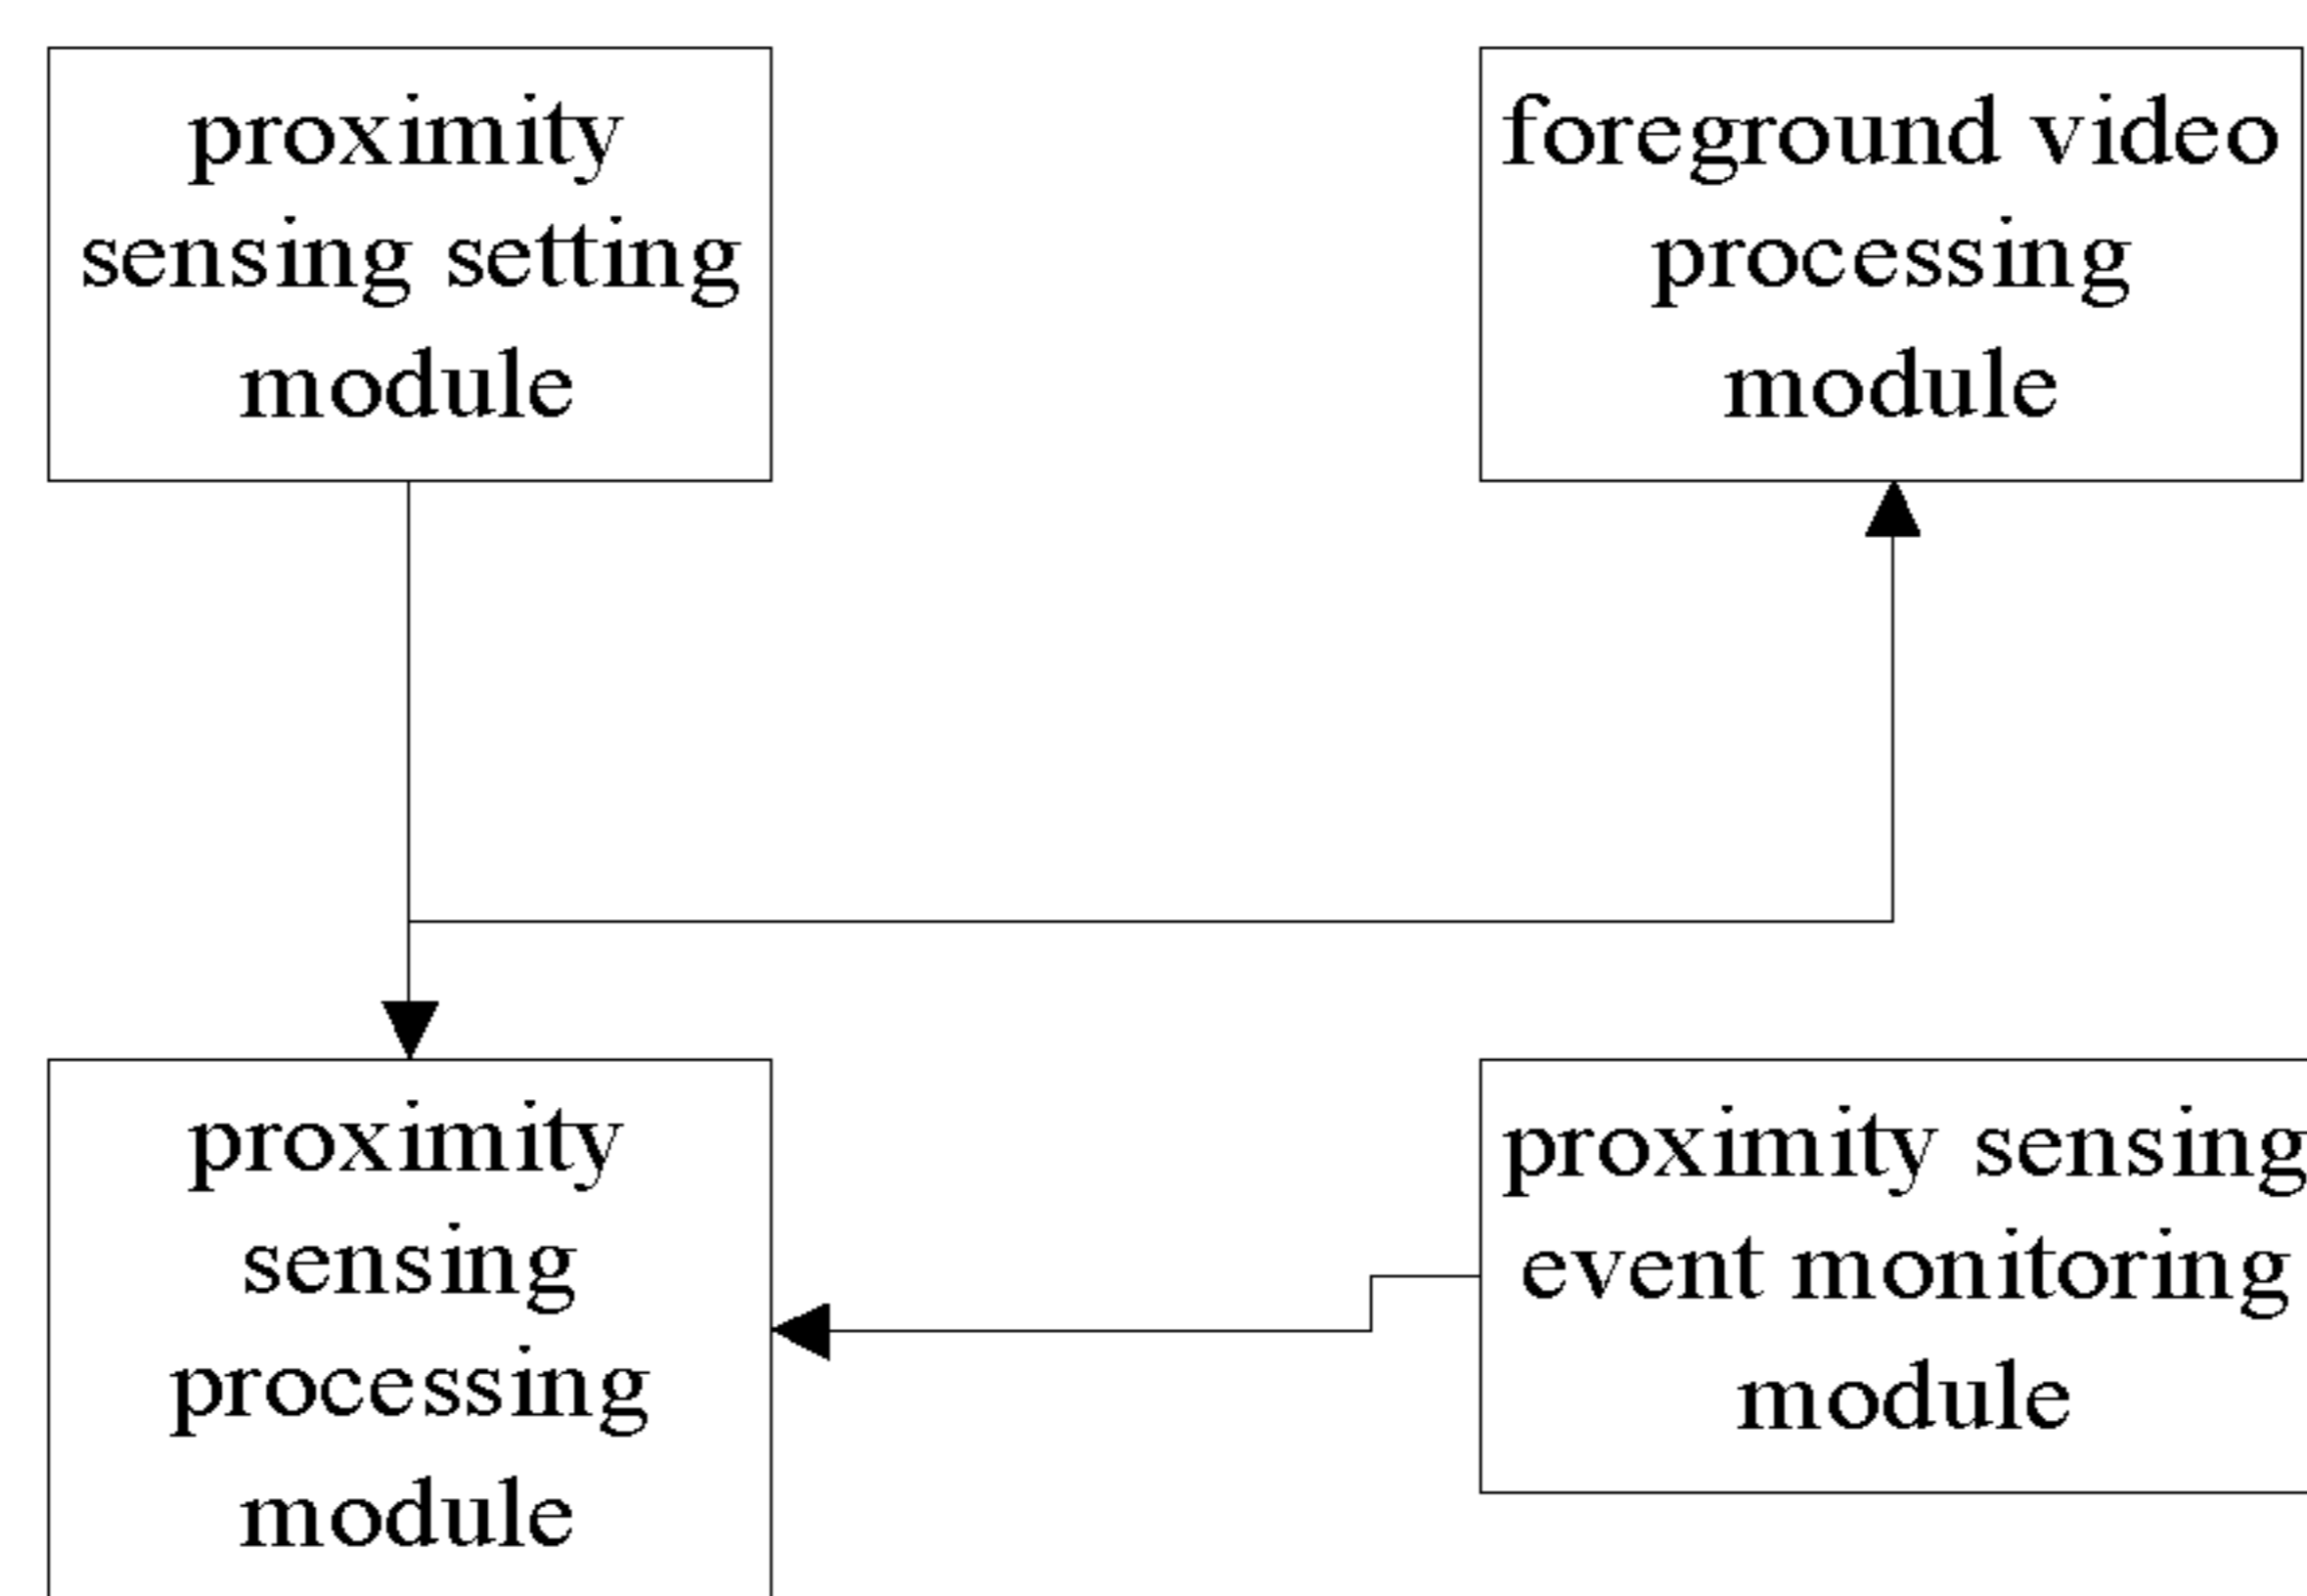 proximity
sensing setting
module
foreground video
processing
module
proximity
sensing
processing
module
proximity sensing
event monitoring
module